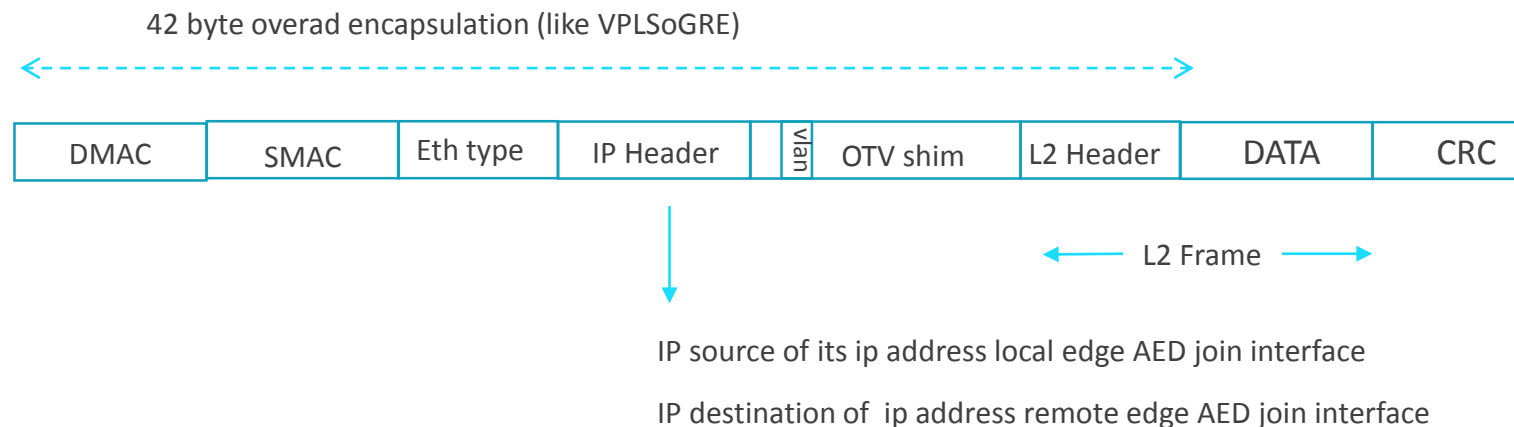 42 byte overad encapsulation (like VPLSoGRE)
DMAC SMAC Eth type IP Header vlan OTV shim L2 Header DATA CRC
L2 Frame
IP source of its ip address local edge AED join interface
IP destination of ip address remote edge AED join interface